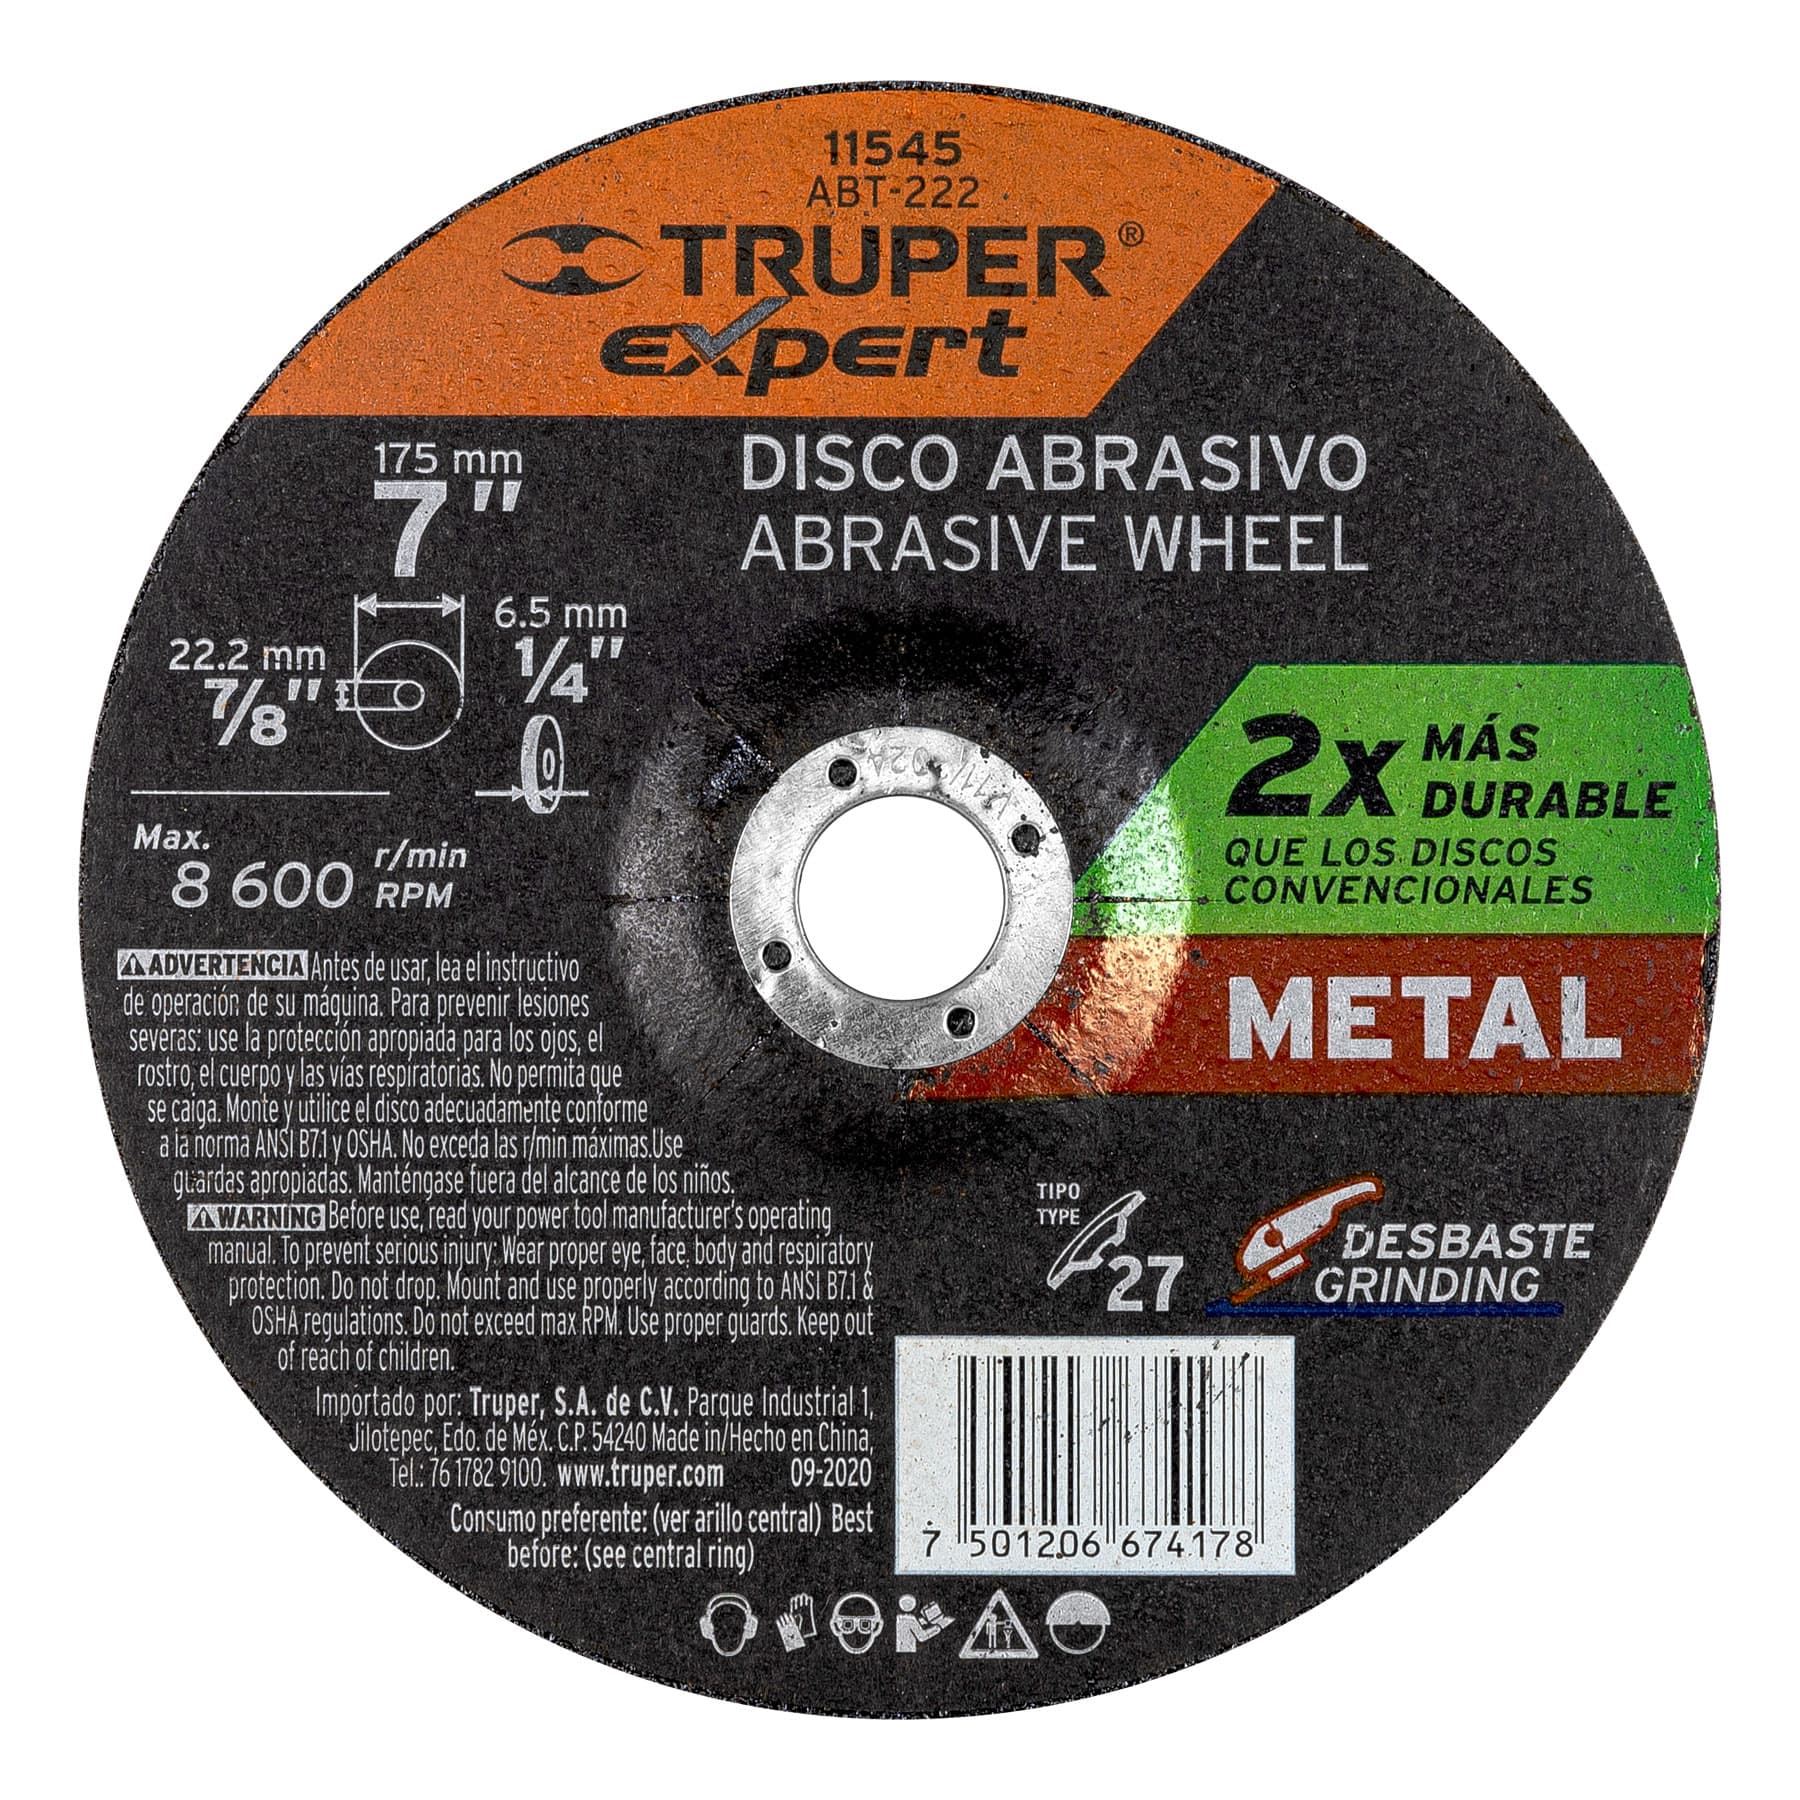 11545
ABT-222
TRUPER®
expert
DISCO ABRASIVO
ABRASIVE WHEEL
175 mm
7"
22.2 mm
7/8"
6.5 mm
1/4"
Max.
8 600 r/min
RPM
2x MÁS
DURABLE
QUE LOS DISCOS
CONVENCIONALES
METAL
ADVERTENCIA Antes de usar, lea el instructivo
de operación de su máquina. Para prevenir lesiones
severas: use la protección apropiada para los ojos, el
rostro, el cuerpo y las vías respiratorias. No permita que
se caiga. Monte y utilice el disco adecuadamente conforme
a la norma ANSI B7.1 y OSHA. No exceda las r/min máximas.Use
guardas apropiadas. Manténgase fuera del alcance de los niños.
WARNING Before use, read your power tool manufacturer's operating
manual. To prevent serious injury: Wear proper eye, face, body and respiratory
protection. Do not drop. Mount and use properly according to ANSI B7.1 &
OSHA regulations. Do not exceed max RPM. Use proper guards. Keep out
of reach of children.
TIPO
TYPE
27
DESBASTE
GRINDING
Importado por: Truper, S.A. de C.V. Parque Industrial 1,
Jilotepec, Edo. de Méx. C.P. 54240 Made in/Hecho en China,
Tel.: 76 1782 9100. www.truper.com 09-2020
Consumo preferente: (ver arillo central) Best
before: (see central ring)
7 501206 674178